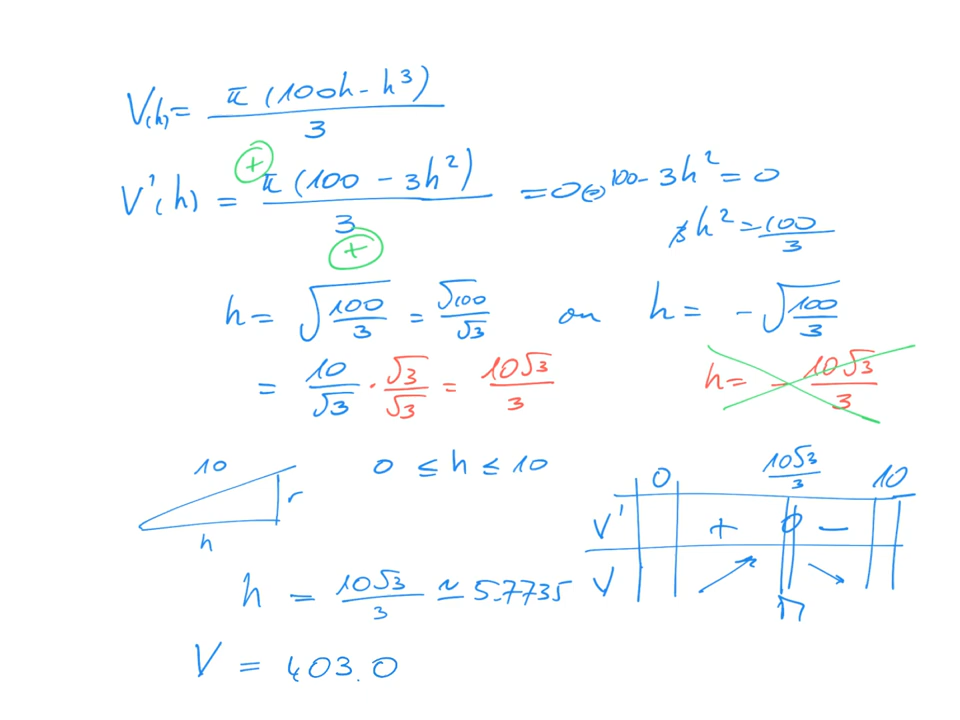 V(h) = π(100h - h³)/3
V'(h) = π(100 - 3h²)/3 = 0 ⇔ 100 - 3h² = 0
+
+
3h² = 100/3
h = √(100/3) = √100/√3 ou h = -√(100/3)
= 10/√3 · √3/√3 = 10√3/3 h = -10√3/3
10 0 ≤ h ≤ 10
r
h
0 10√3/3 10
V' + 0 -
V ↗ ↘
h = 10√3/3 ≃ 5.7735
V = 403.0